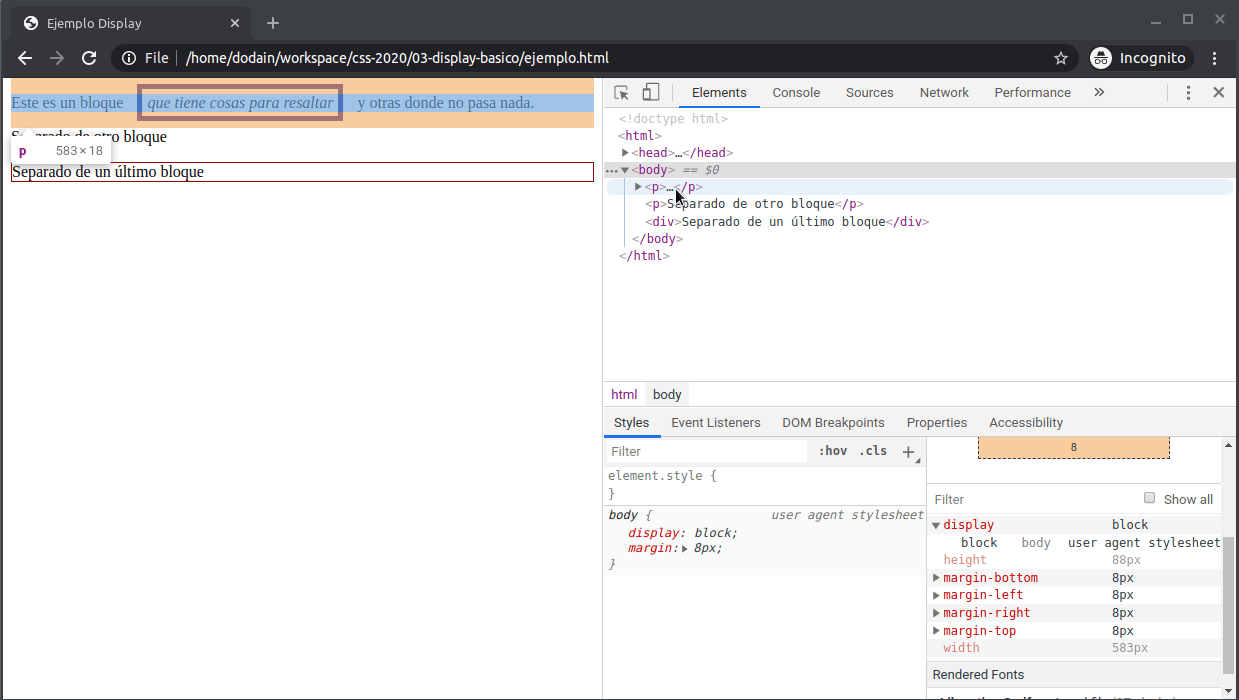 Ejemplo Display
File /home/dodain/workspace/css-2020/03-display-basico/ejemplo.html Incognito
Este es un bloque que tiene cosas para resaltar y otras donde no pasa nada.
Separado de otro bloque
p 583×18
Separado de un último bloque
Elements Console Sources Network Performance »
<!doctype html>
<html>
▶<head>…</head>
…▼<body> == $0
▶<p>…</p>
<p>Separado de otro bloque</p>
<div>Separado de un último bloque</div>
</body>
</html>
html body
Styles Event Listeners DOM Breakpoints Properties Accessibility
Filter :hov .cls +
element.style {
}
body { user agent stylesheet
display: block;
margin:▶ 8px;
}
8
Filter Show all
▼display block
block body user agent stylesheet
height 88px
▶margin-bottom 8px
▶margin-left 8px
▶margin-right 8px
▶margin-top 8px
width 583px
Rendered Fonts